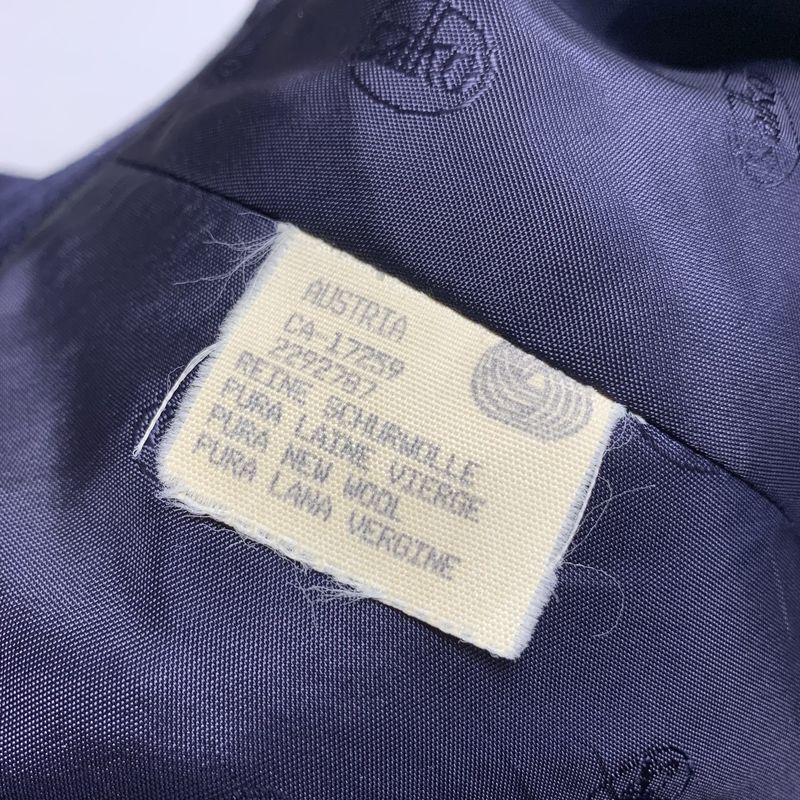 AUSTRIA
CA-17259
2292787
REINE SCHURWOLLE
PURA LAINE VIERGE
PURA NEW WOOL
PURA LANA VERGINE